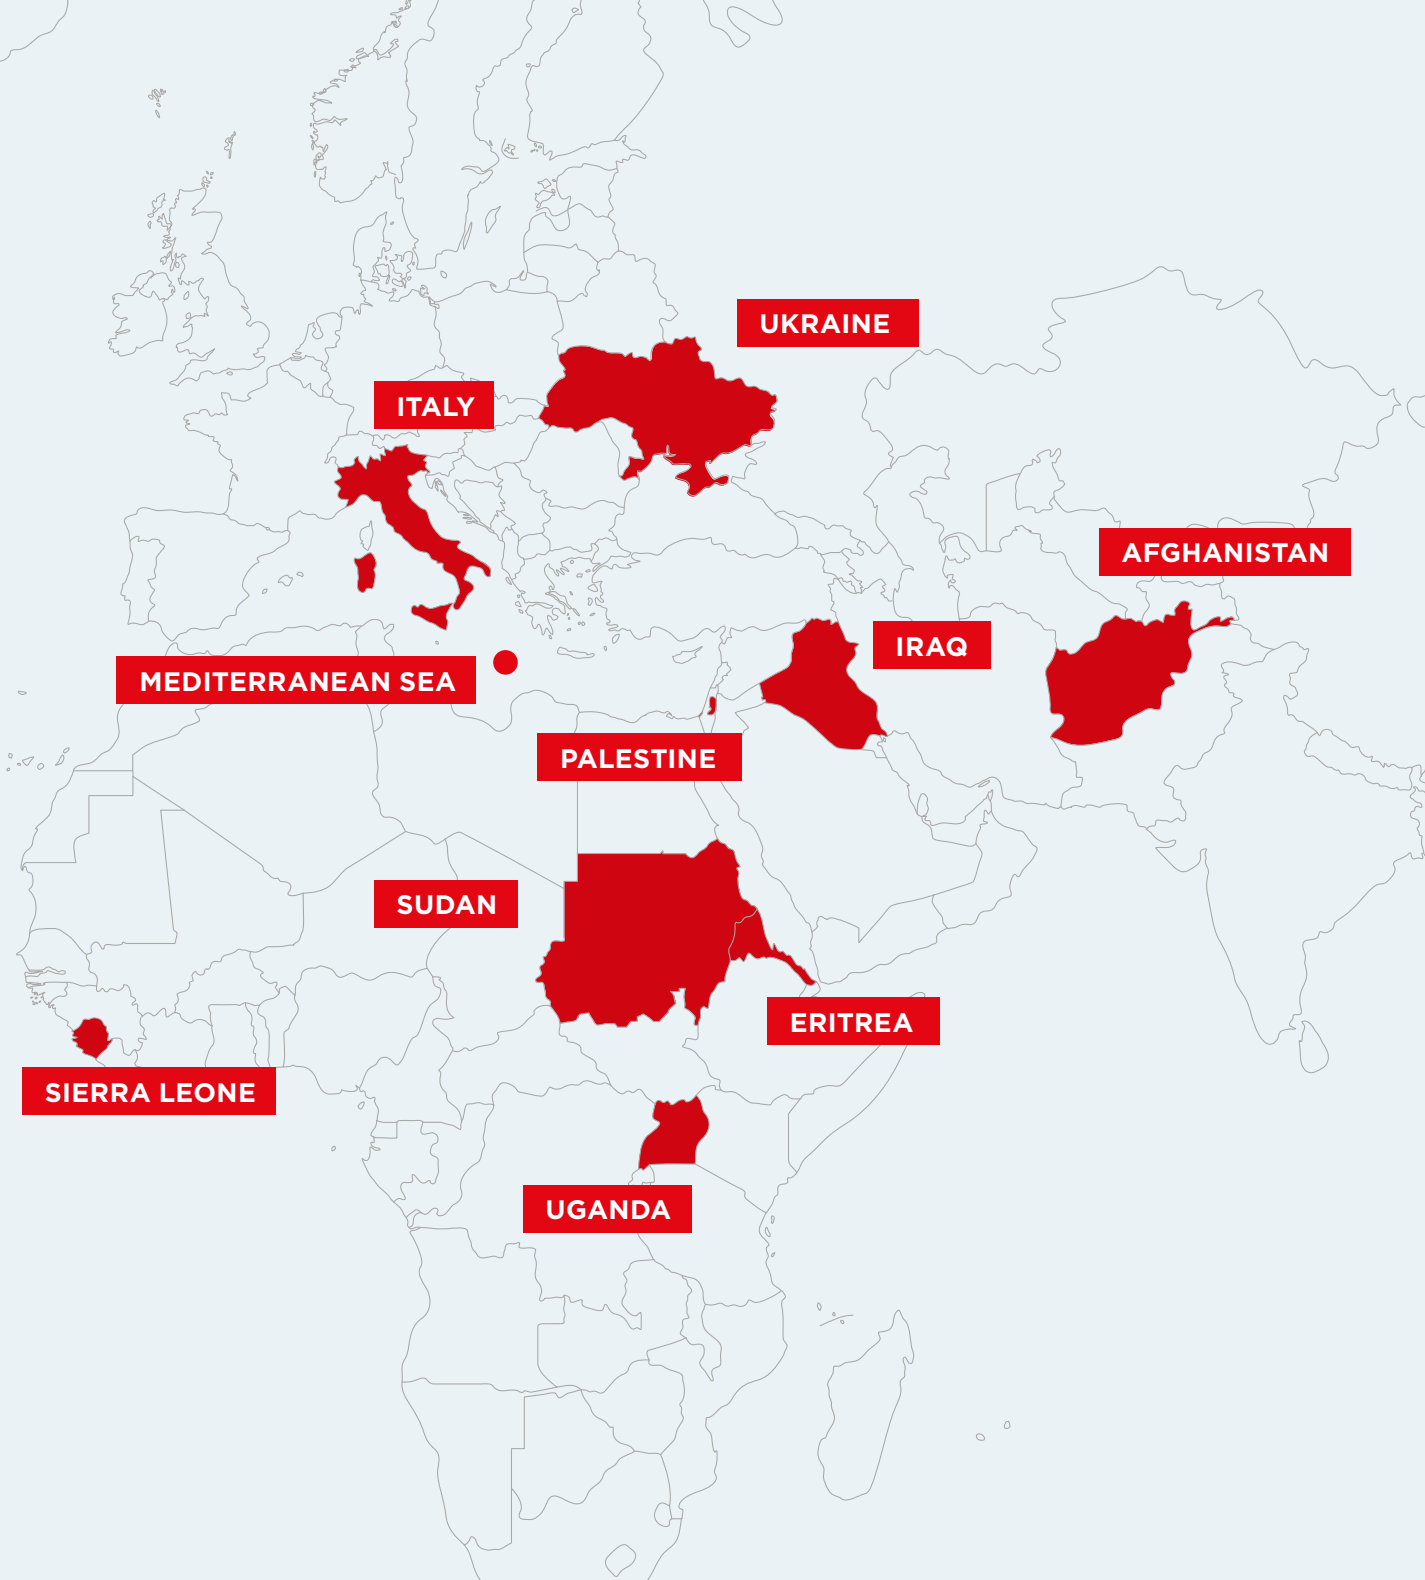 UKRAINE
ITALY
AFGHANISTAN
IRAQ
MEDITERRANEAN SEA
PALESTINE
SUDAN
ERITREA
SIERRA LEONE
UGANDA